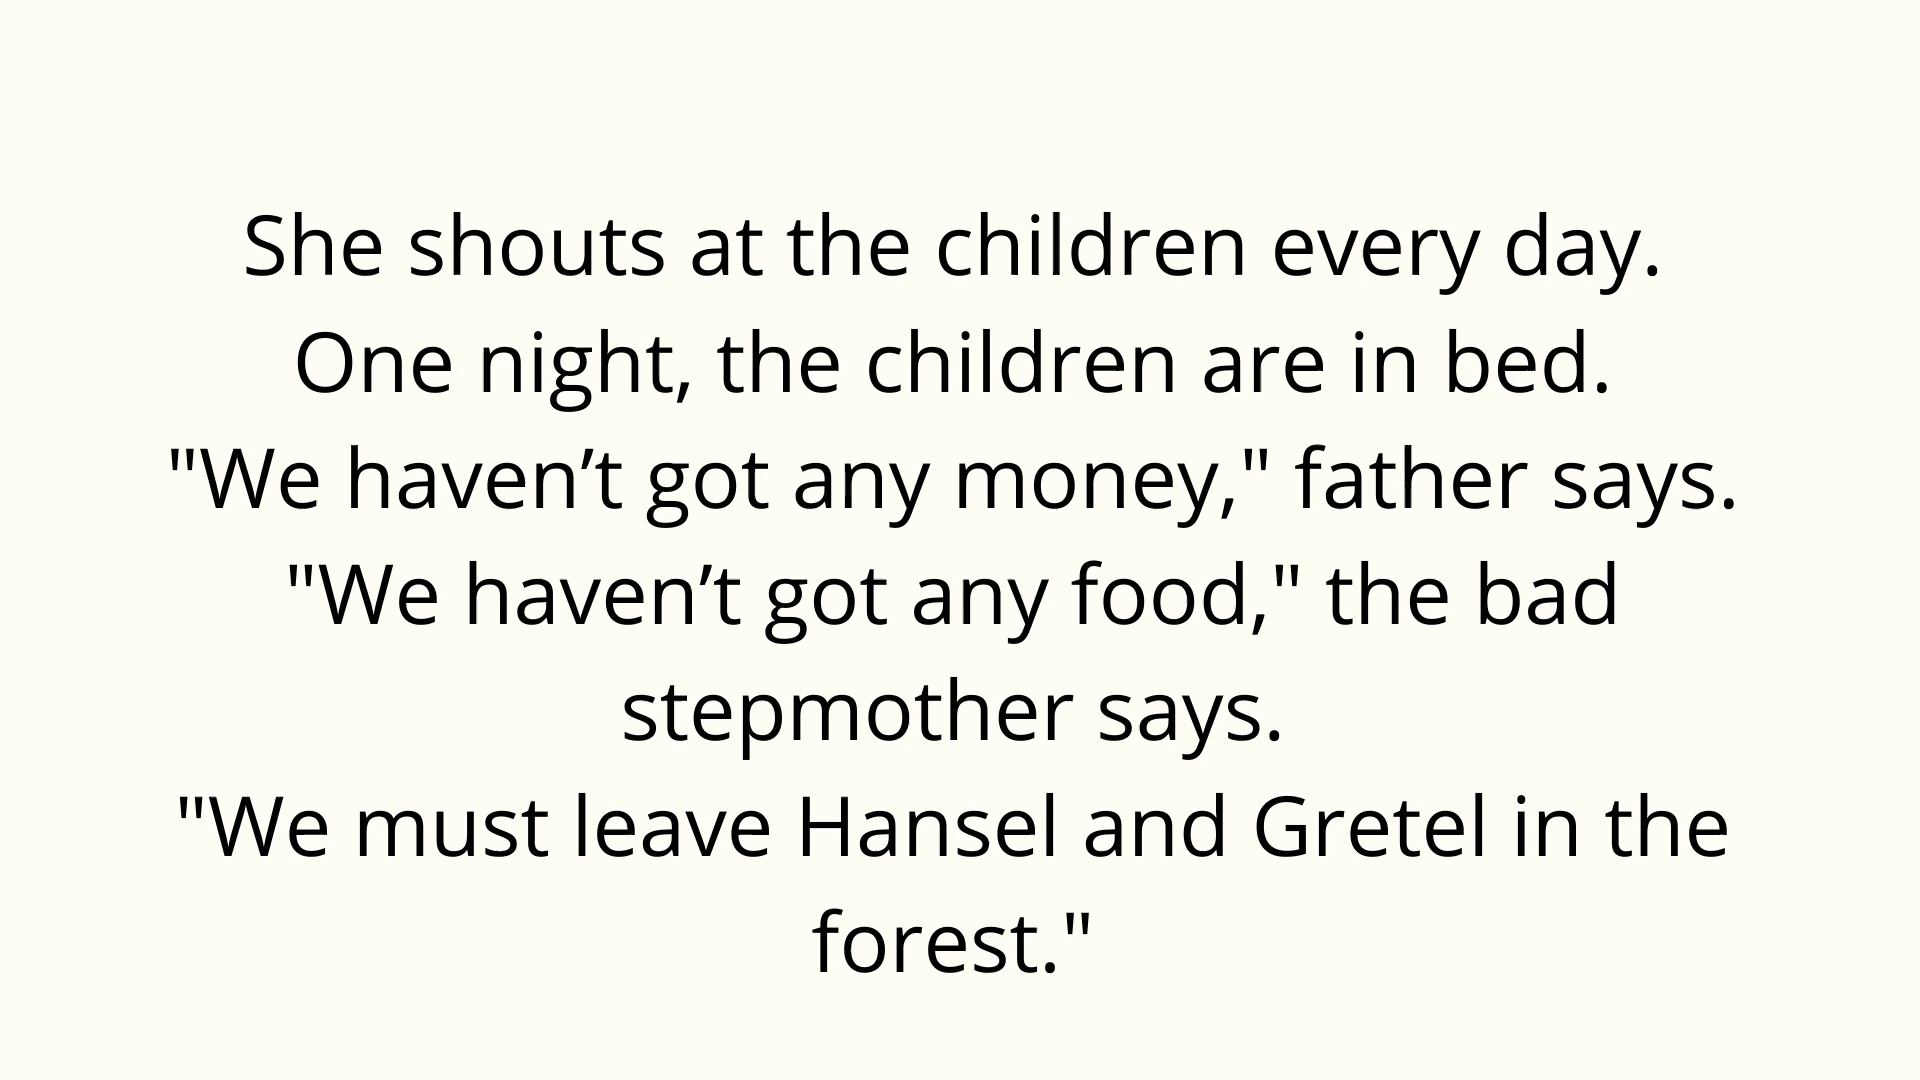 She shouts at the children every day.
One night, the children are in bed.
"We haven’t got any money," father says.
"We haven’t got any food," the bad
stepmother says.
"We must leave Hansel and Gretel in the
forest."